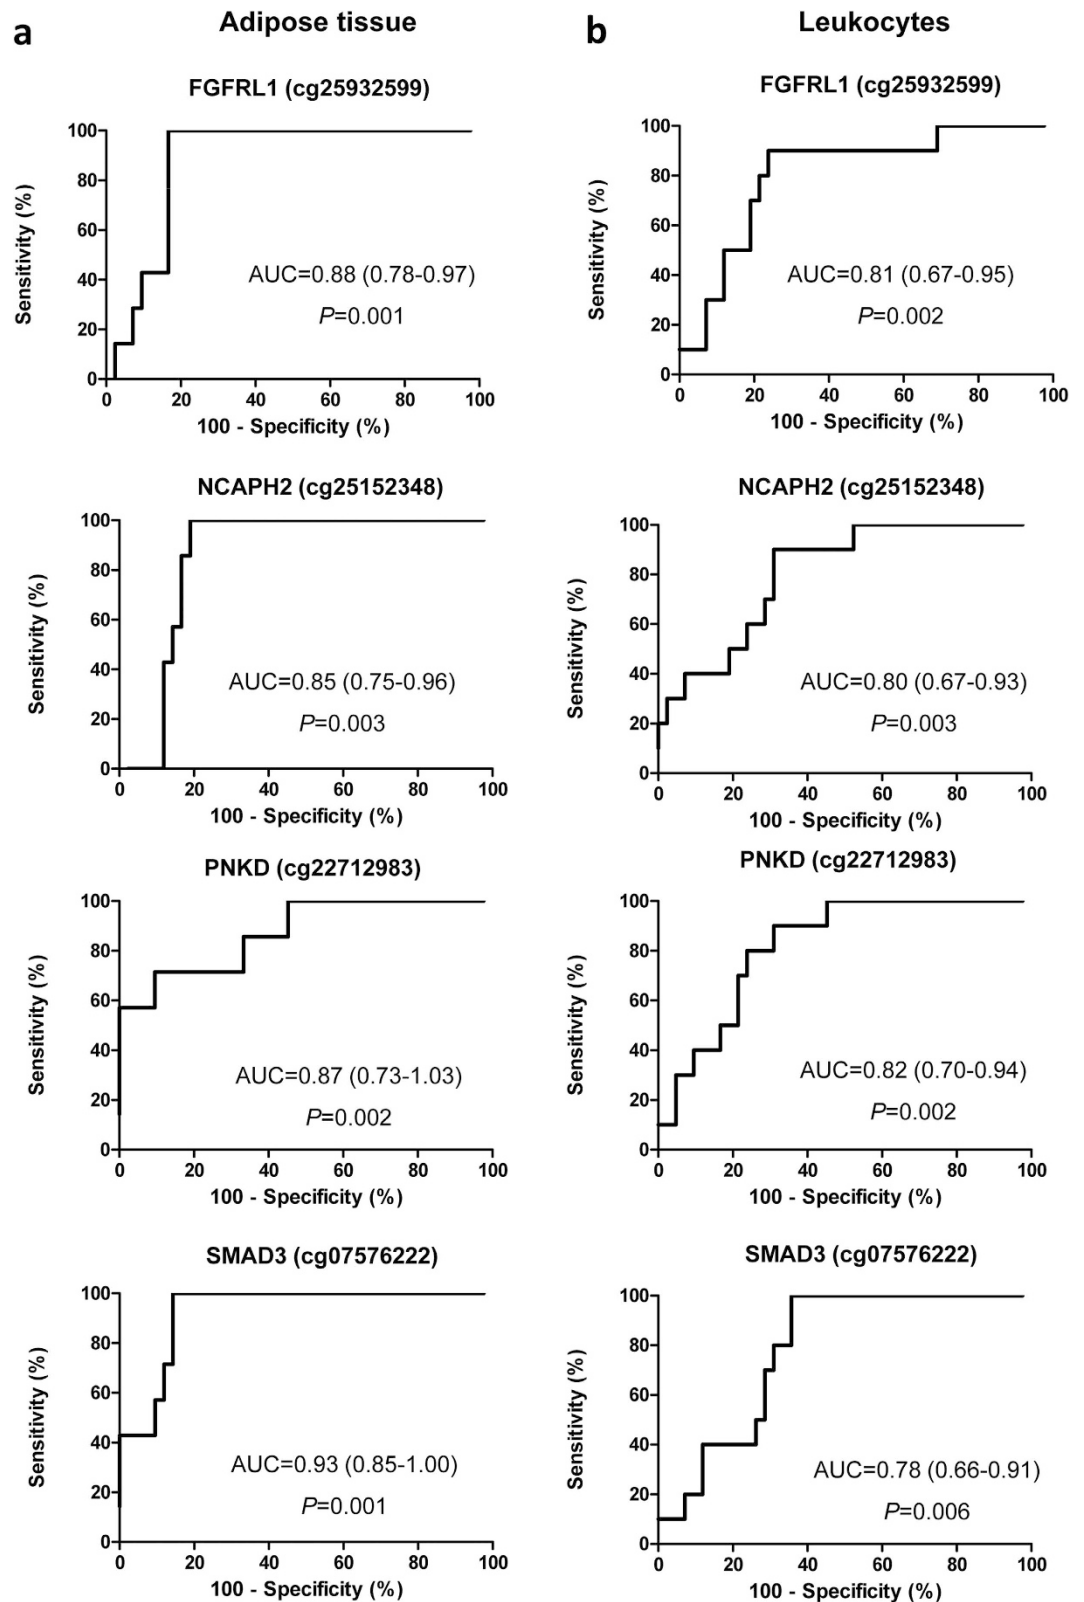 a
Adipose tissue
FGFRL1 (cg25932599)
Sensitivity (%)
100
80
60
40
20
0
AUC=0.88 (0.78-0.97)
P=0.001
0 20 40 60 80 100
100 - Specificity (%)
NCAPH2 (cg25152348)
Sensitivity (%)
100
80
60
40
20
0
AUC=0.85 (0.75-0.96)
P=0.003
0 20 40 60 80 100
100 - Specificity (%)
PNKD (cg22712983)
Sensitivity (%)
100
80
60
40
20
0
AUC=0.87 (0.73-1.03)
P=0.002
0 20 40 60 80 100
100 - Specificity (%)
SMAD3 (cg07576222)
Sensitivity (%)
100
80
60
40
20
0
AUC=0.93 (0.85-1.00)
P=0.001
0 20 40 60 80 100
100 - Specificity (%)
b
Leukocytes
FGFRL1 (cg25932599)
Sensitivity (%)
100
80
60
40
20
0
AUC=0.81 (0.67-0.95)
P=0.002
0 20 40 60 80 100
100 - Specificity (%)
NCAPH2 (cg25152348)
Sensitivity (%)
100
80
60
40
20
0
AUC=0.80 (0.67-0.93)
P=0.003
0 20 40 60 80 100
100 - Specificity (%)
PNKD (cg22712983)
Sensitivity (%)
100
80
60
40
20
0
AUC=0.82 (0.70-0.94)
P=0.002
0 20 40 60 80 100
100 - Specificity (%)
SMAD3 (cg07576222)
Sensitivity (%)
100
80
60
40
20
0
AUC=0.78 (0.66-0.91)
P=0.006
0 20 40 60 80 100
100 - Specificity (%)